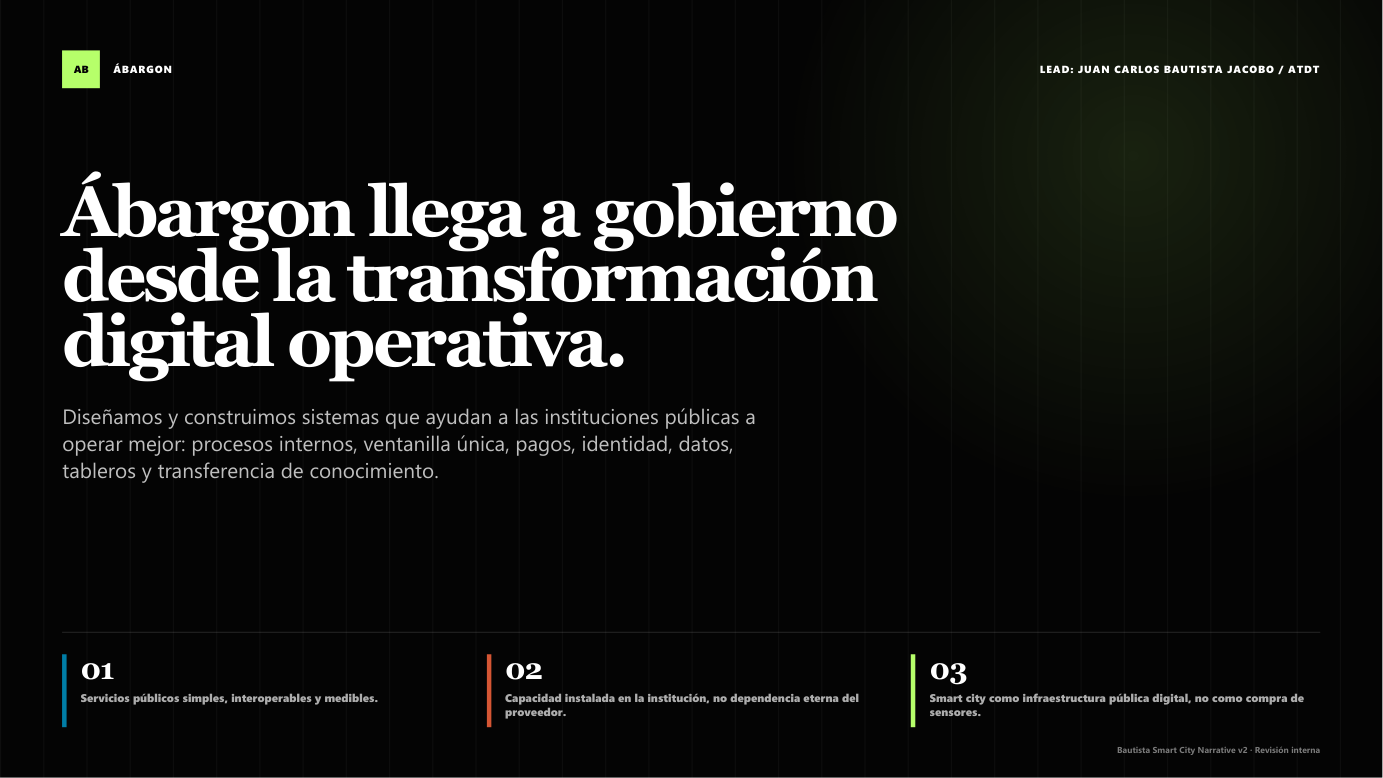 AB
ÁBARGON
LEAD: JUAN CARLOS BAUTISTA JACOBO / ATDT
Ábargon llega a gobierno
desde la transformación
digital operativa.
Diseñamos y construimos sistemas que ayudan a las instituciones públicas a
operar mejor: procesos internos, ventanilla única, pagos, identidad, datos,
tableros y transferencia de conocimiento.
01
Servicios públicos simples, interoperables y medibles.
02
Capacidad instalada en la institución, no dependencia eterna del
proveedor.
03
Smart city como infraestructura pública digital, no como compra de
sensores.
Bautista Smart City Narrative v2 · Revisión interna